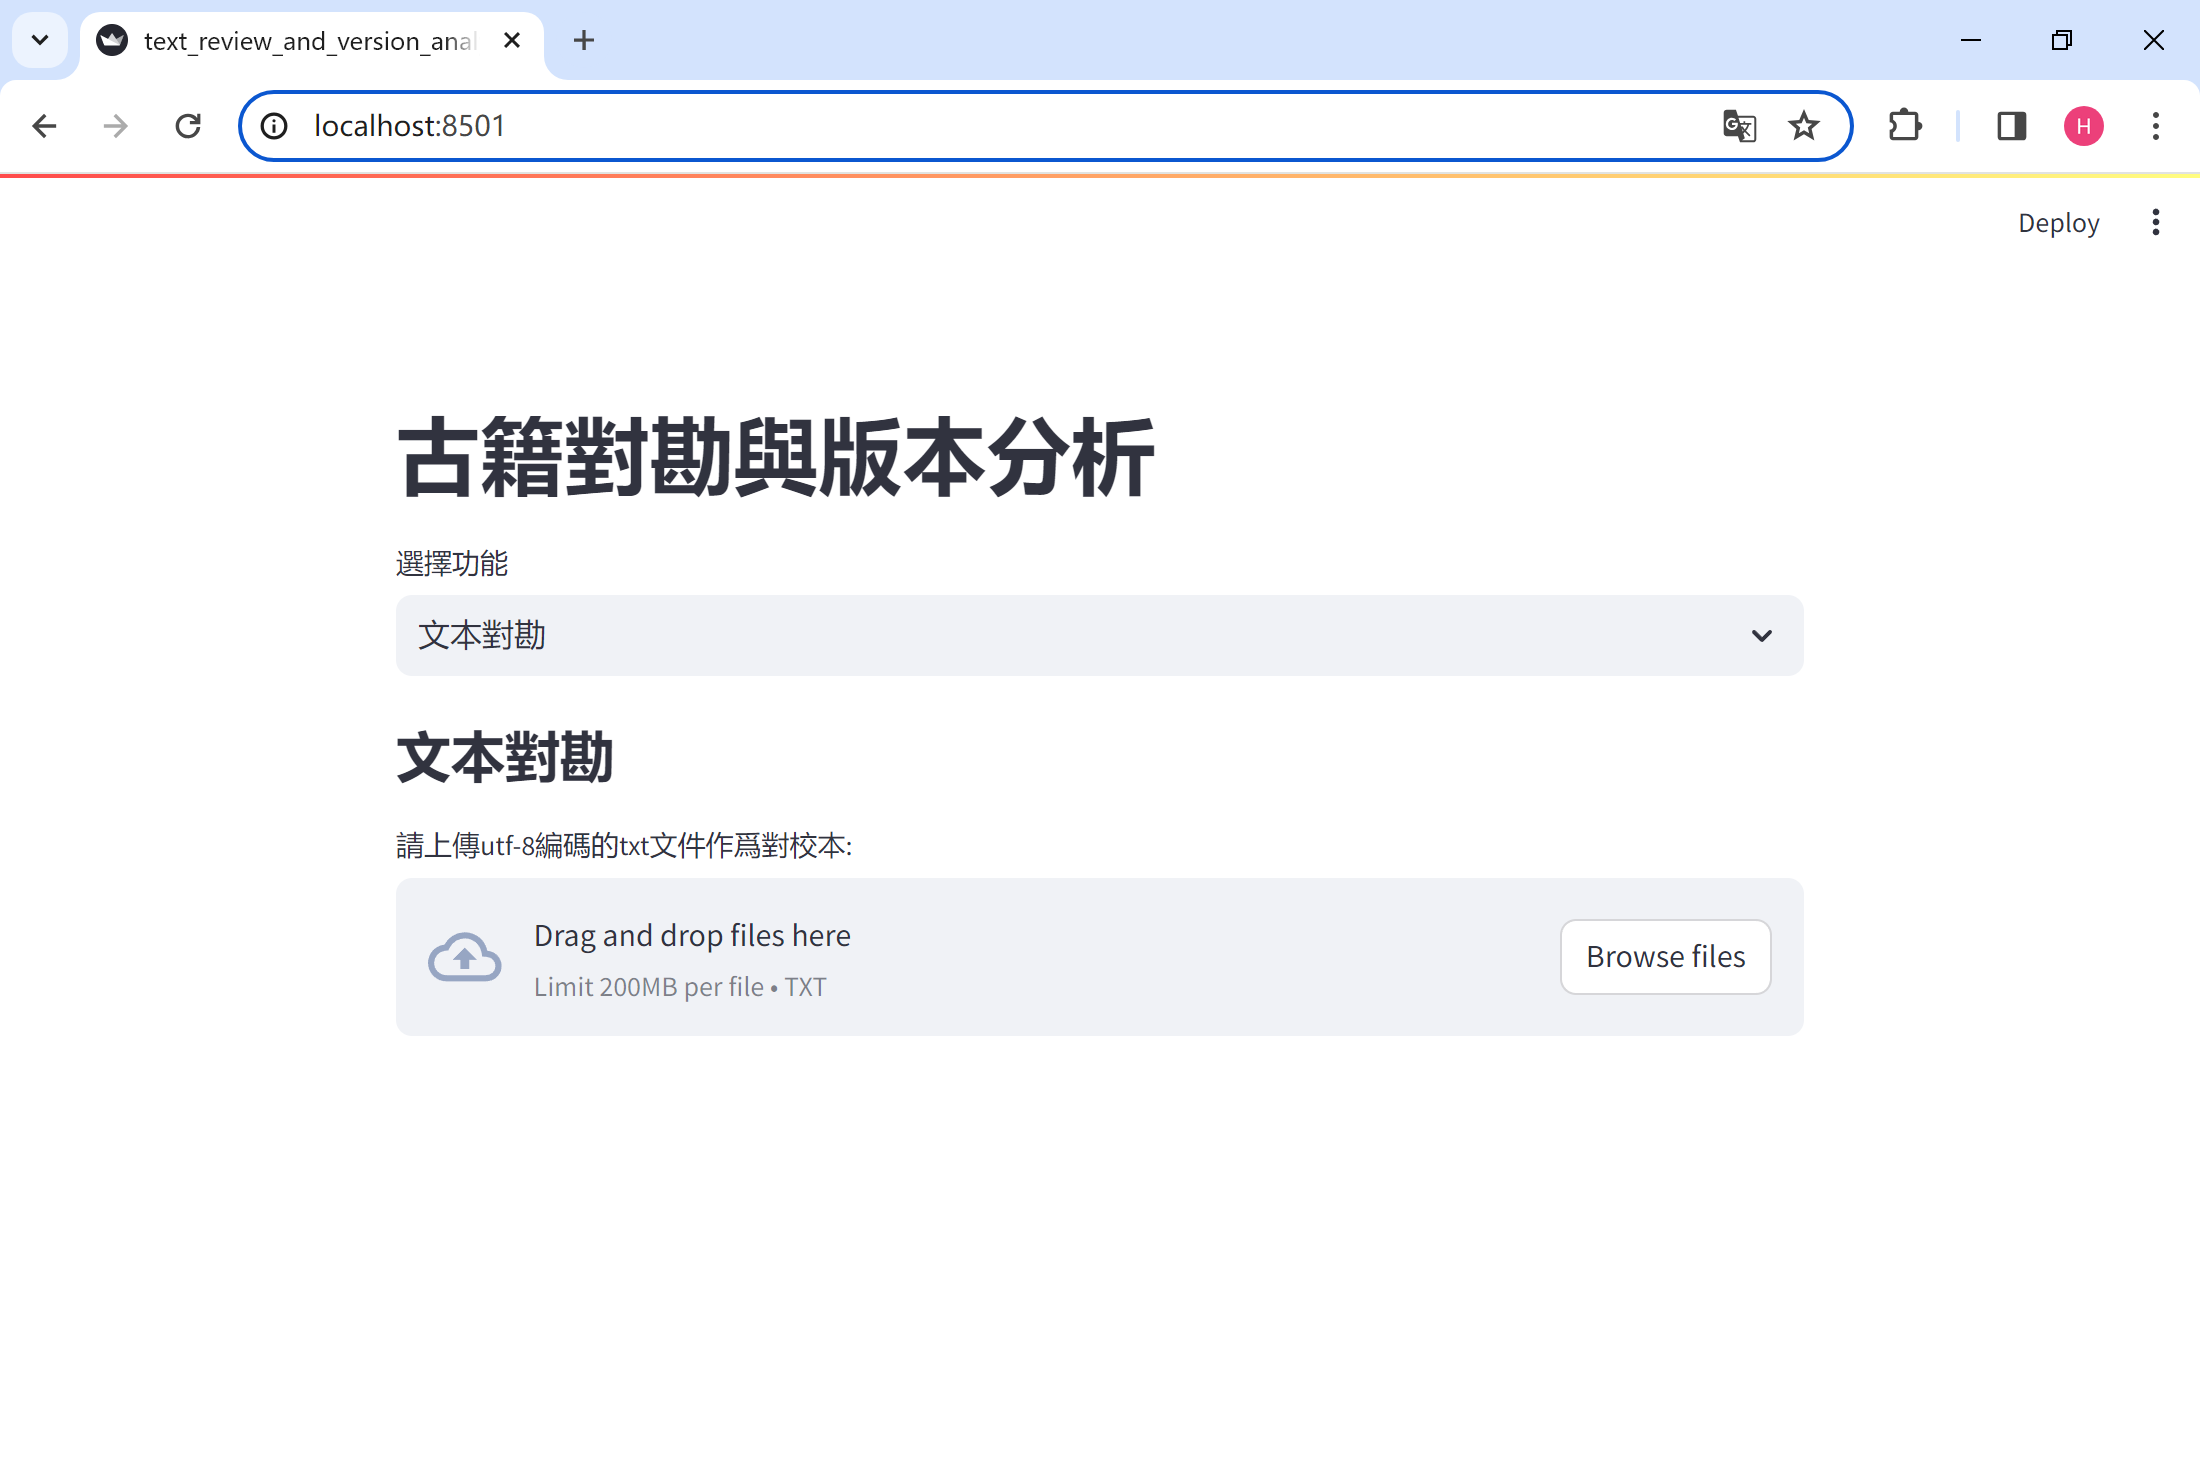 text_review_and_version_anal
localhost:8501
H
Deploy
古籍對勘與版本分析
選擇功能
文本對勘
文本對勘
請上傳utf-8編碼的txt文件作爲對校本:
Drag and drop files here
Limit 200MB per file • TXT
Browse files